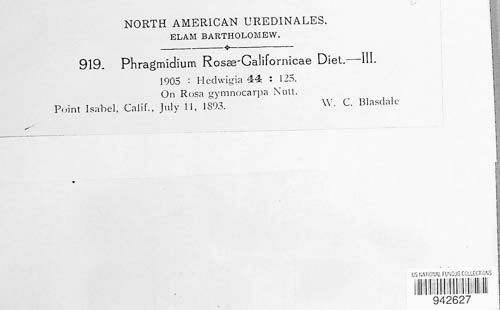 NORTH AMERICAN UREDINALES.
ELAM BARTHOLOMEW.
919. Phragmidium Rosæ-Californicae Diet.—III.
1905 : Hedwigia 44 : 125.
On Rosa gymnocarpa Nutt.
Point Isabel, Calif., July 11, 1893. W. C. Blasdale
US NATIONAL FUNGUS COLLECTIONS
942627